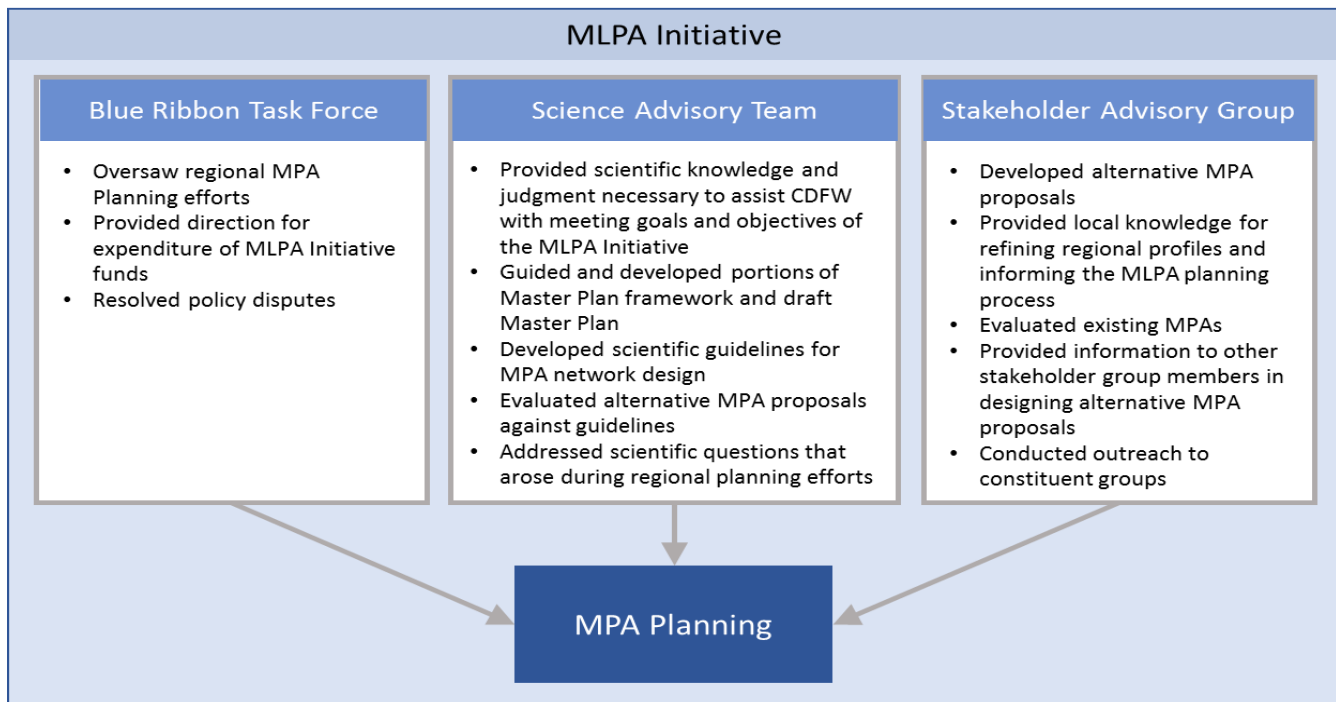 MLPA Initiative
Blue Ribbon Task Force
• Oversaw regional MPA
Planning efforts
• Provided direction for
expenditure of MLPA Initiative
funds
• Resolved policy disputes
Science Advisory Team
• Provided scientific knowledge and
judgment necessary to assist CDFW
with meeting goals and objectives of
the MLPA Initiative
• Guided and developed portions of
Master Plan framework and draft
Master Plan
• Developed scientific guidelines for
MPA network design
• Evaluated alternative MPA proposals
against guidelines
• Addressed scientific questions that
arose during regional planning efforts
Stakeholder Advisory Group
• Developed alternative MPA
proposals
• Provided local knowledge for
refining regional profiles and
informing the MLPA planning
process
• Evaluated existing MPAs
• Provided information to other
stakeholder group members in
designing alternative MPA
proposals
• Conducted outreach to
constituent groups
MPA Planning